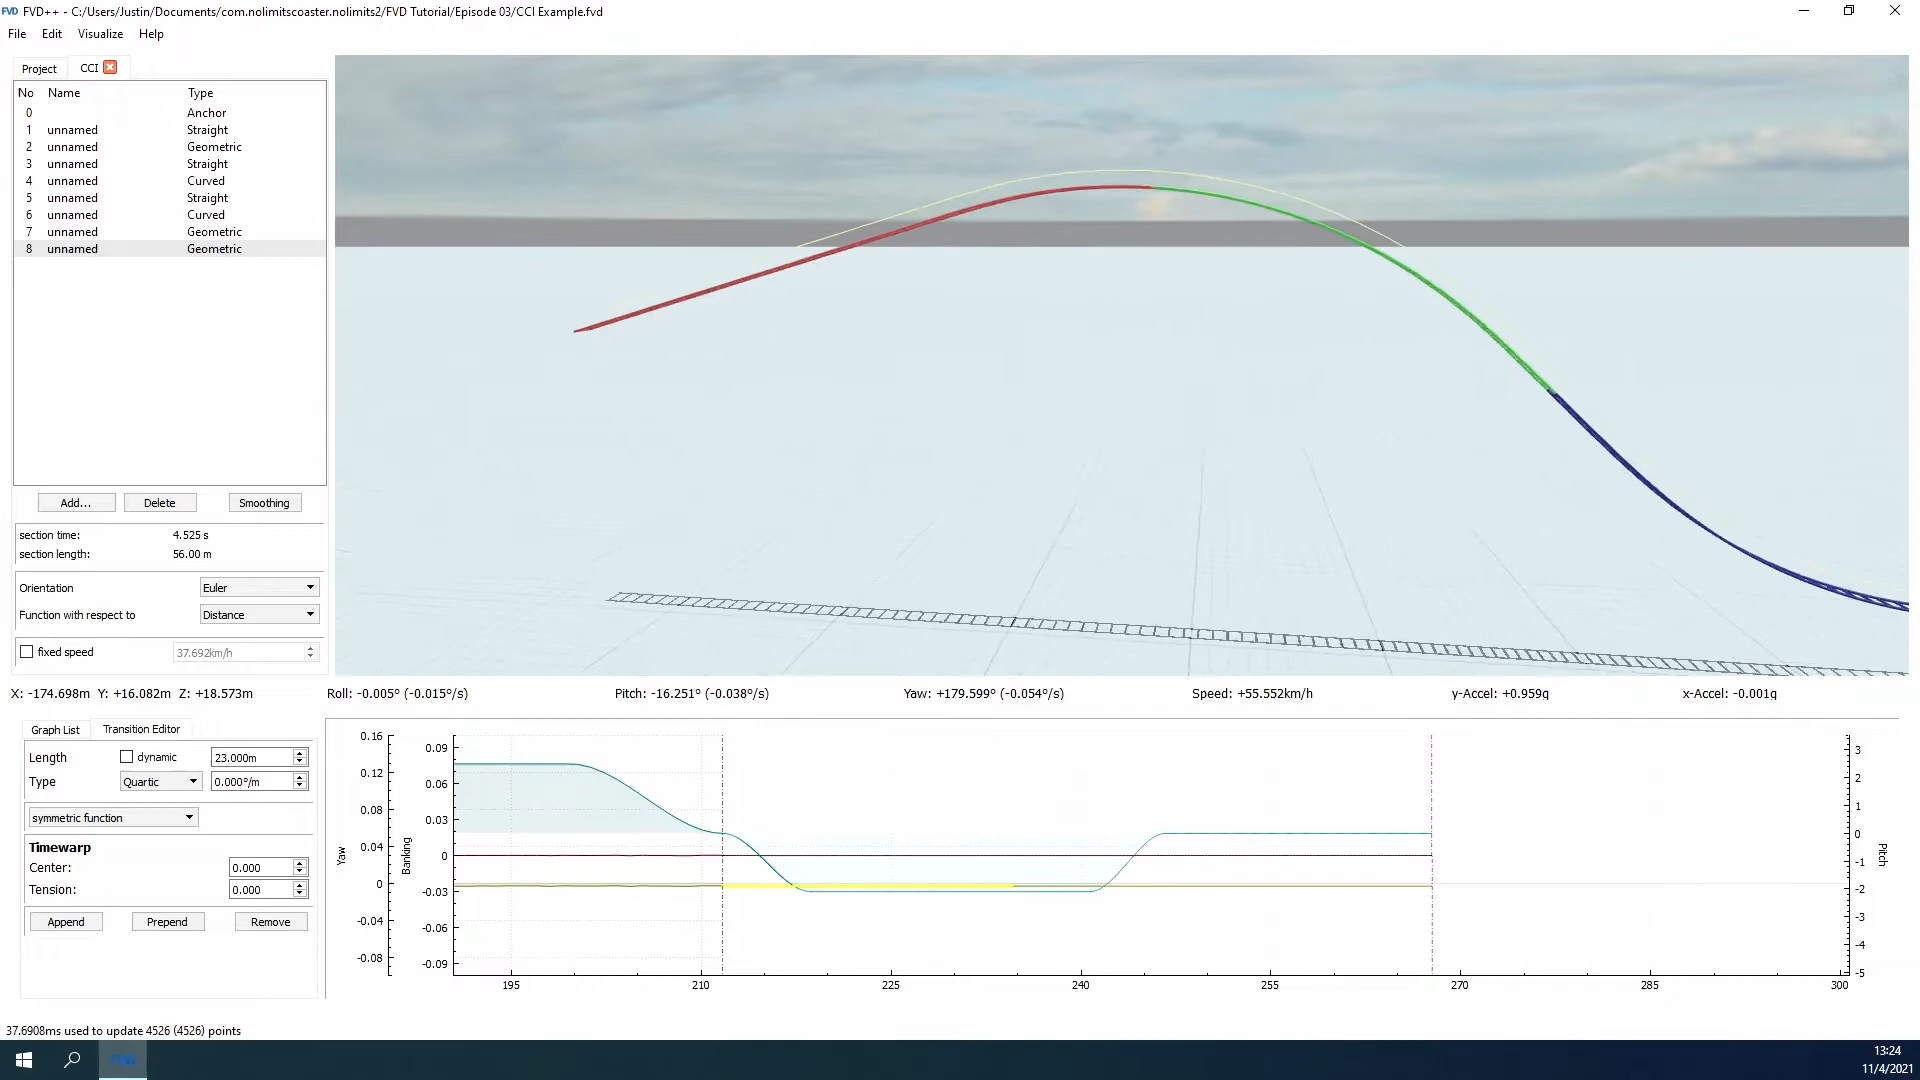 FVD FVD++ - C:/Users/Justin/Documents/com.nolimitscoaster.nolimits2/FVD Tutorial/Episode 03/CCI Example.fvd
File Edit Visualize Help
Project CCI
No Name Type
0 Anchor
1 unnamed Straight
2 unnamed Geometric
3 unnamed Straight
4 unnamed Curved
5 unnamed Straight
6 unnamed Curved
7 unnamed Geometric
8 unnamed Geometric
Add... Delete Smoothing
section time: 4.525 s
section length: 56.00 m
Orientation Euler
Function with respect to Distance
fixed speed 37.692km/h
X: -174.698m Y: +16.082m Z: +18.573m Roll: -0.005° (-0.015°/s) Pitch: -16.251° (-0.038°/s) Yaw: +179.599° (-0.054°/s) Speed: +55.552km/h y-Accel: +0.959g x-Accel: -0.001g
Graph List Transition Editor
Length dynamic 23.000m
Type Quartic 0.000°/m
symmetric function
Timewarp
Center: 0.000
Tension: 0.000
Append Prepend Remove
Yaw
0.16
0.12
0.08
0.04
0
-0.04
-0.08
Banking
0.09
0.06
0.03
0
-0.03
-0.06
-0.09
3
2
1
0
-1
-2
-3
-4
-5
Pitch
195 210 225 240 255 270 285 300
37.6908ms used to update 4526 (4526) points
FVD
13:24
11/4/2021